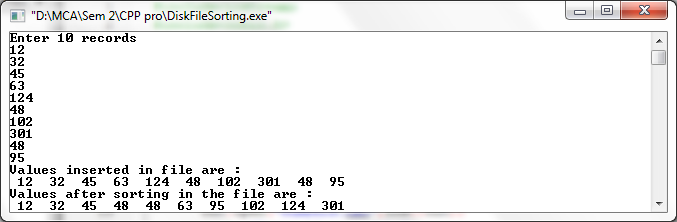 "D:\MCA\Sem 2\CPP pro\DiskFileSorting.exe"
Enter 10 records
12
32
45
63
124
48
102
301
48
95
Values inserted in file are :
 12  32  45  63  124  48  102  301  48  95
Values after sorting in the file are :
 12  32  45  48  48  63  95  102  124  301